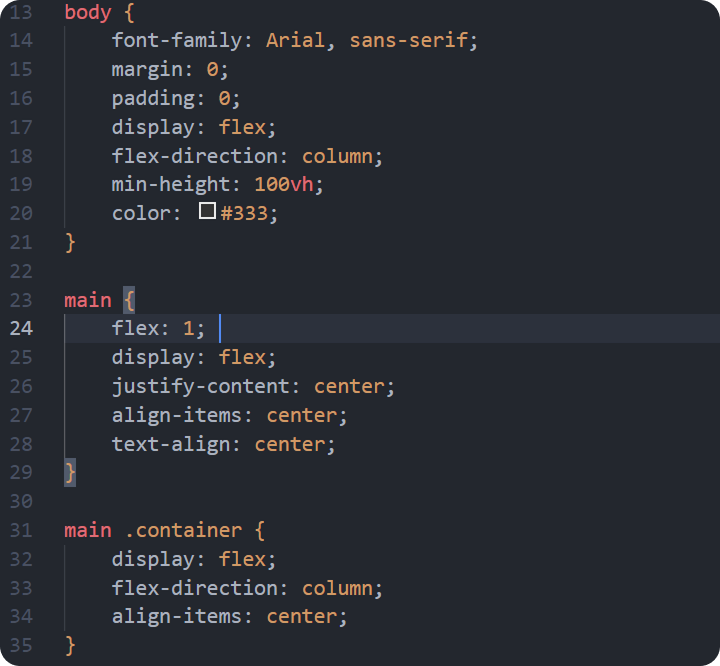 13 body {
14     font-family: Arial, sans-serif;
15     margin: 0;
16     padding: 0;
17     display: flex;
18     flex-direction: column;
19     min-height: 100vh;
20     color: #333;
21 }
22
23 main {
24     flex: 1;
25     display: flex;
26     justify-content: center;
27     align-items: center;
28     text-align: center;
29 }
30
31 main .container {
32     display: flex;
33     flex-direction: column;
34     align-items: center;
35 }